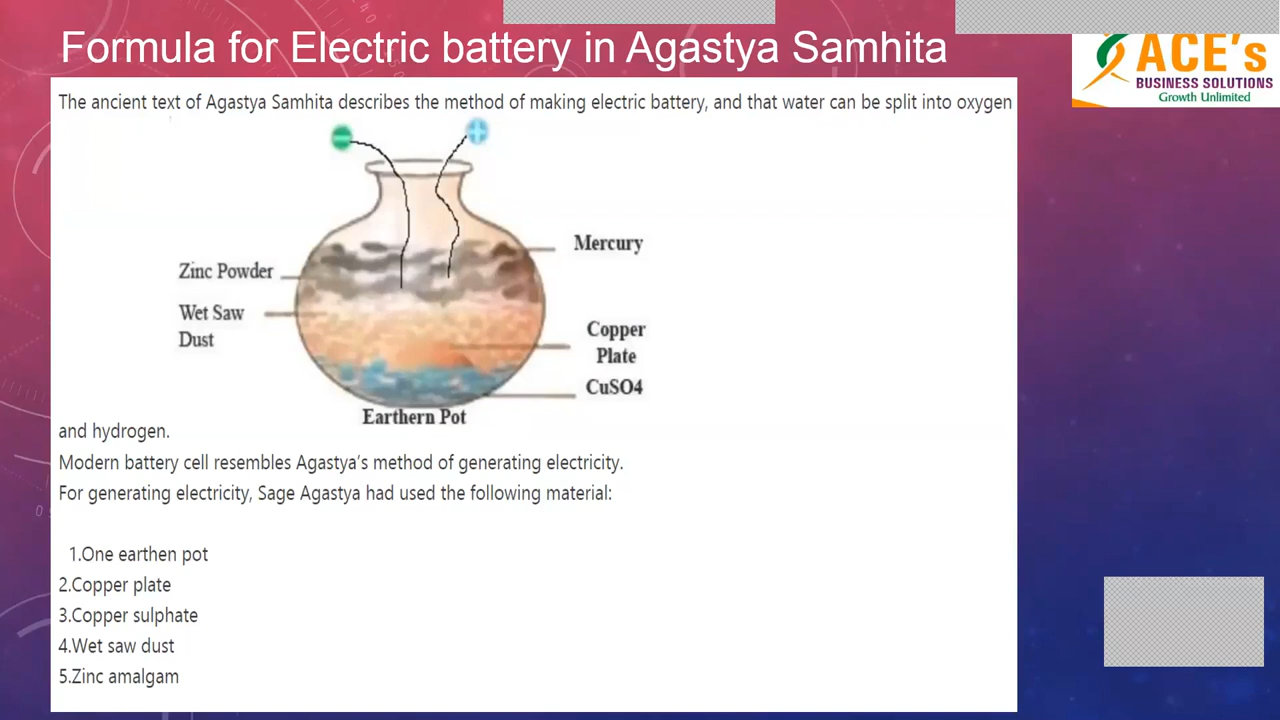 Formula for Electric battery in Agastya Samhita
ACE's
BUSINESS SOLUTIONS
Growth Unlimited
The ancient text of Agastya Samhita describes the method of making electric battery, and that water can be split into oxygen
Mercury
Zinc Powder
Wet Saw
Dust
Copper
Plate
CuSO4
Earthern Pot
and hydrogen.
Modern battery cell resembles Agastya's method of generating electricity.
For generating electricity, Sage Agastya had used the following material:
1.One earthen pot
2.Copper plate
3.Copper sulphate
4.Wet saw dust
5.Zinc amalgam